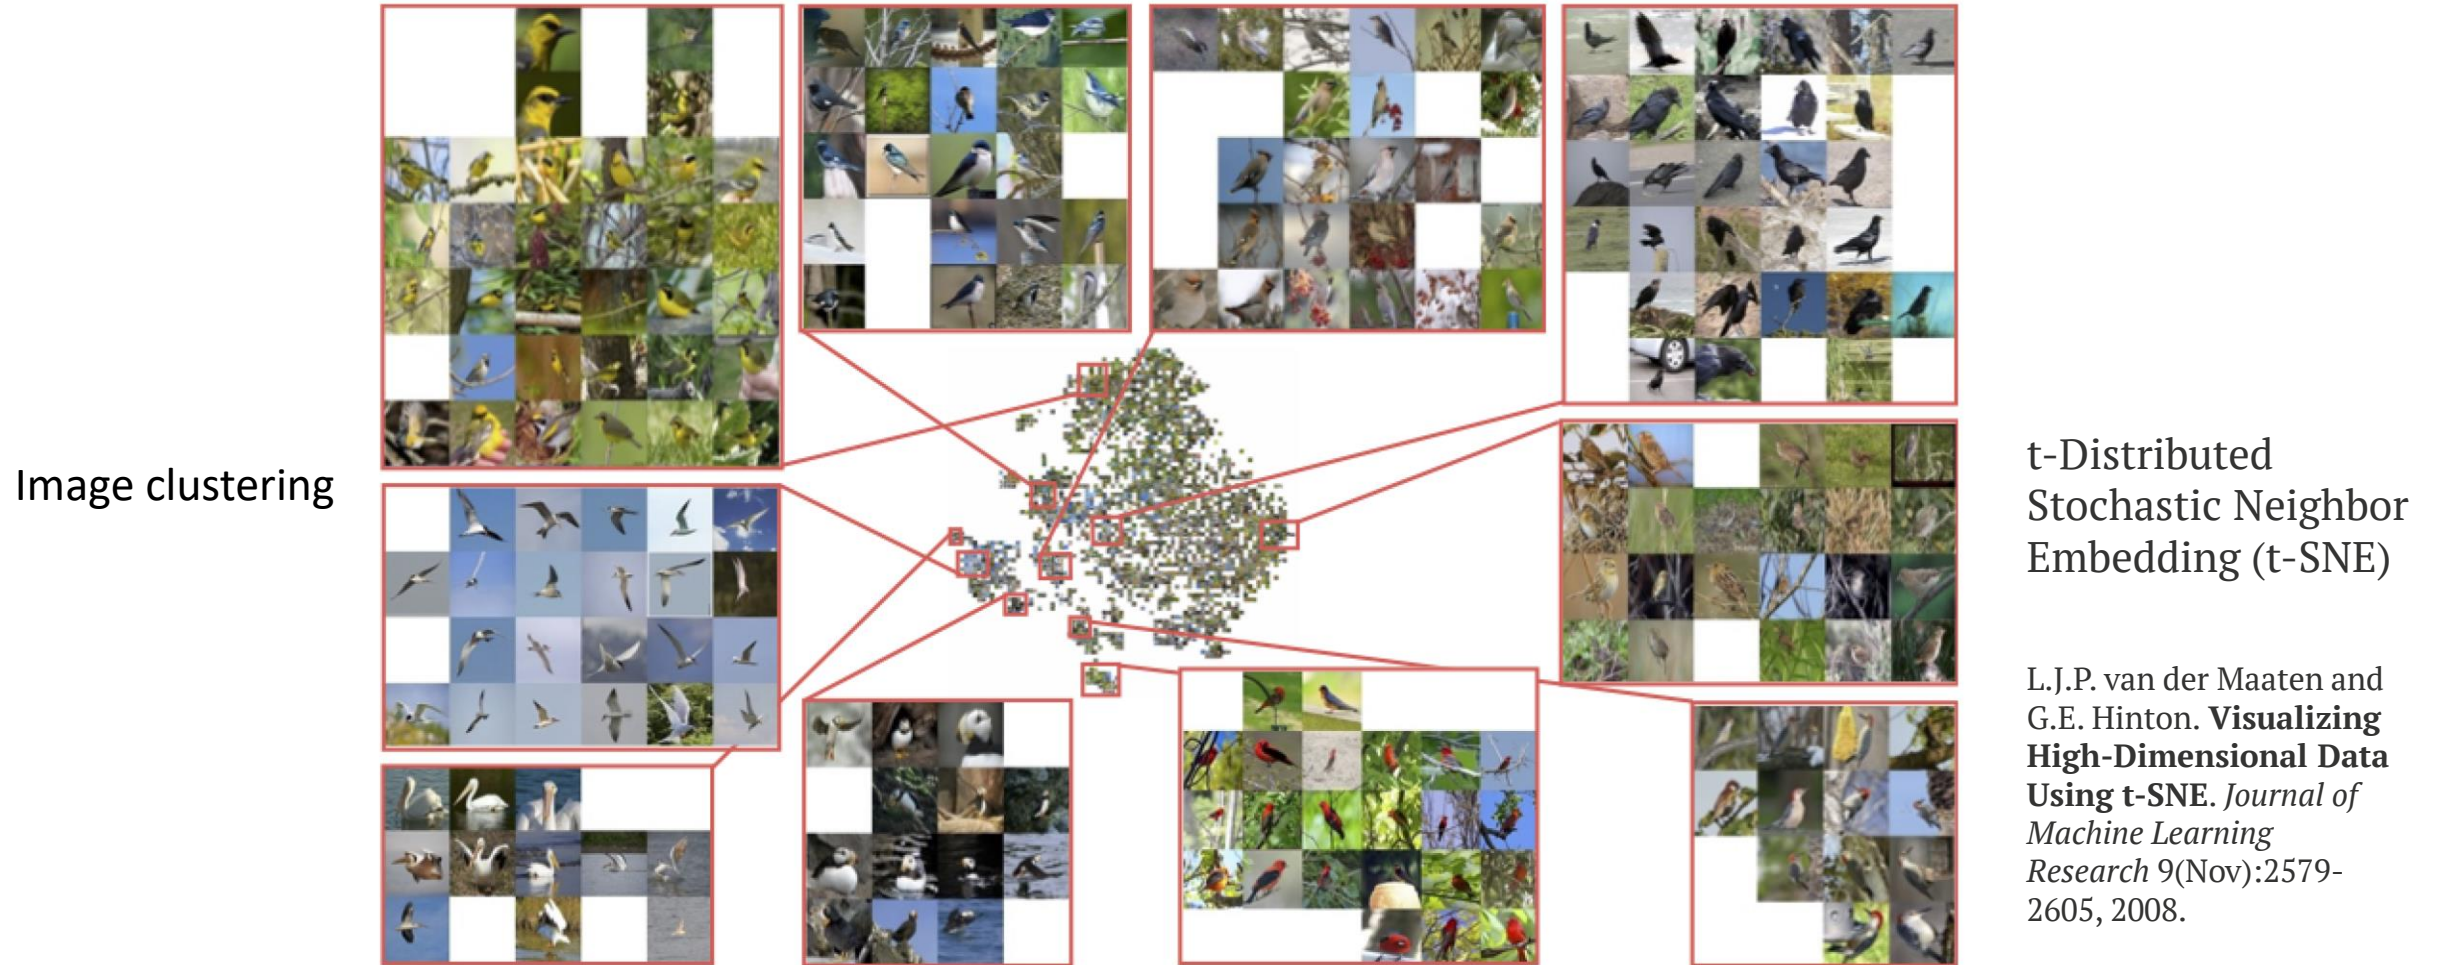 Image clustering
t-Distributed
Stochastic Neighbor
Embedding (t-SNE)
L.J.P. van der Maaten and
G.E. Hinton. Visualizing
High-Dimensional Data
Using t-SNE. Journal of
Machine Learning
Research 9(Nov):2579-
2605, 2008.